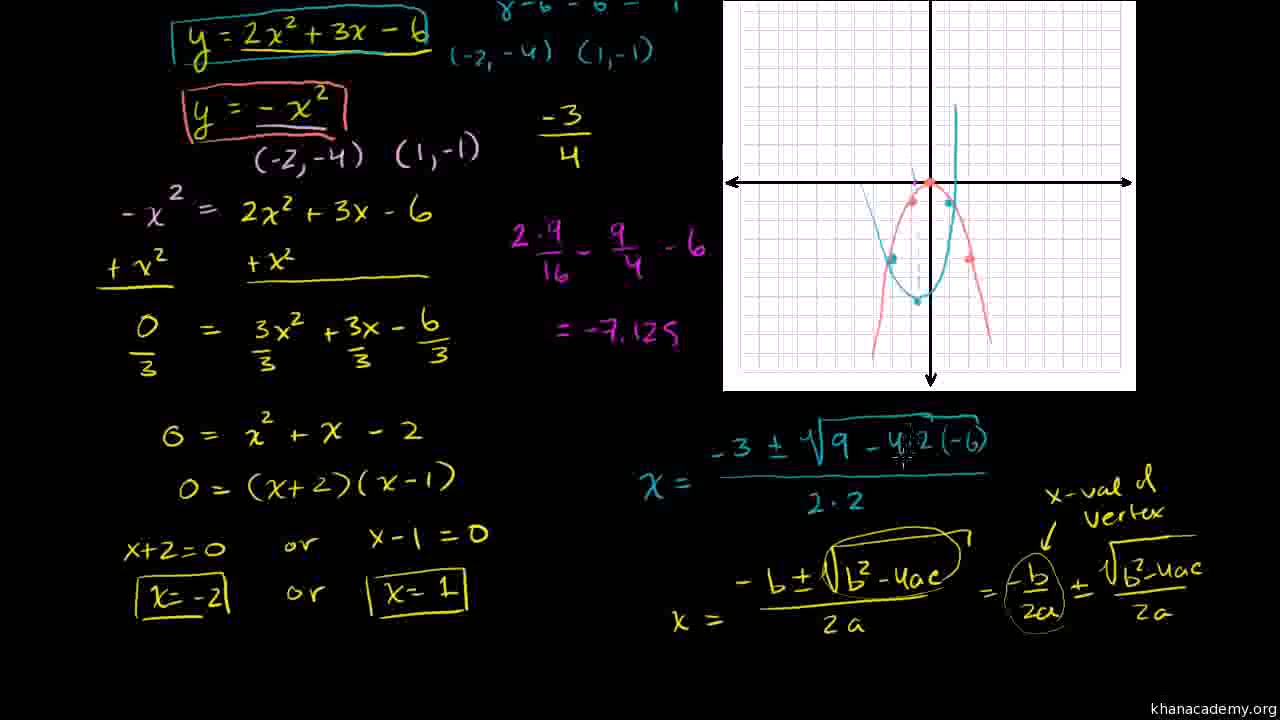 y = 2x² + 3x - 6
(-2, -4) (1, -1)
y = - x²
(-2, -4) (1, -1)
-x² = 2x² + 3x - 6
+ x² + x²
0/3 = 3x²/3 + 3x/3 - 6/3
0 = x² + x - 2
0 = (x+2)(x-1)
x+2=0 or x-1=0
x=-2 or x=1
-3/4
2·9/16 - 9/4 - 6
= -7.125
x = (-3 ± √(9 - 4·2(-6)))/(2·2)
x-val of
vertex
x = (-b ± √(b²-4ac))/(2a) = -b/2a ± √(b²-4ac)/2a
khanacademy.org